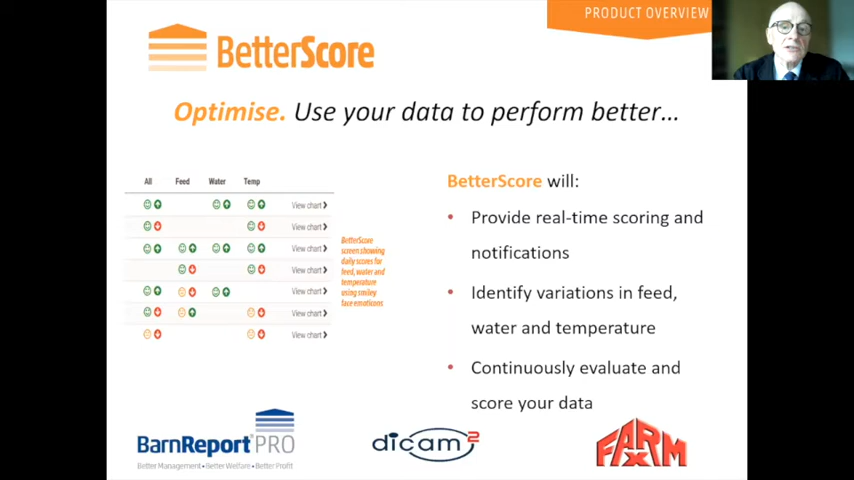 PRODUCT OVERVIEW
BetterScore
Optimise. Use your data to perform better...
All Feed Water Temp
View chart
View chart
View chart
View chart
View chart
View chart
View chart
BetterScore
screen showing
daily scores for
feed, water and
temperature
using smiley
face emoticons
BetterScore will:
• Provide real-time scoring and
notifications
• Identify variations in feed,
water and temperature
• Continuously evaluate and
score your data
BarnReport PRO
Better Management • Better Welfare • Better Profit
dicam2
FARM
EX